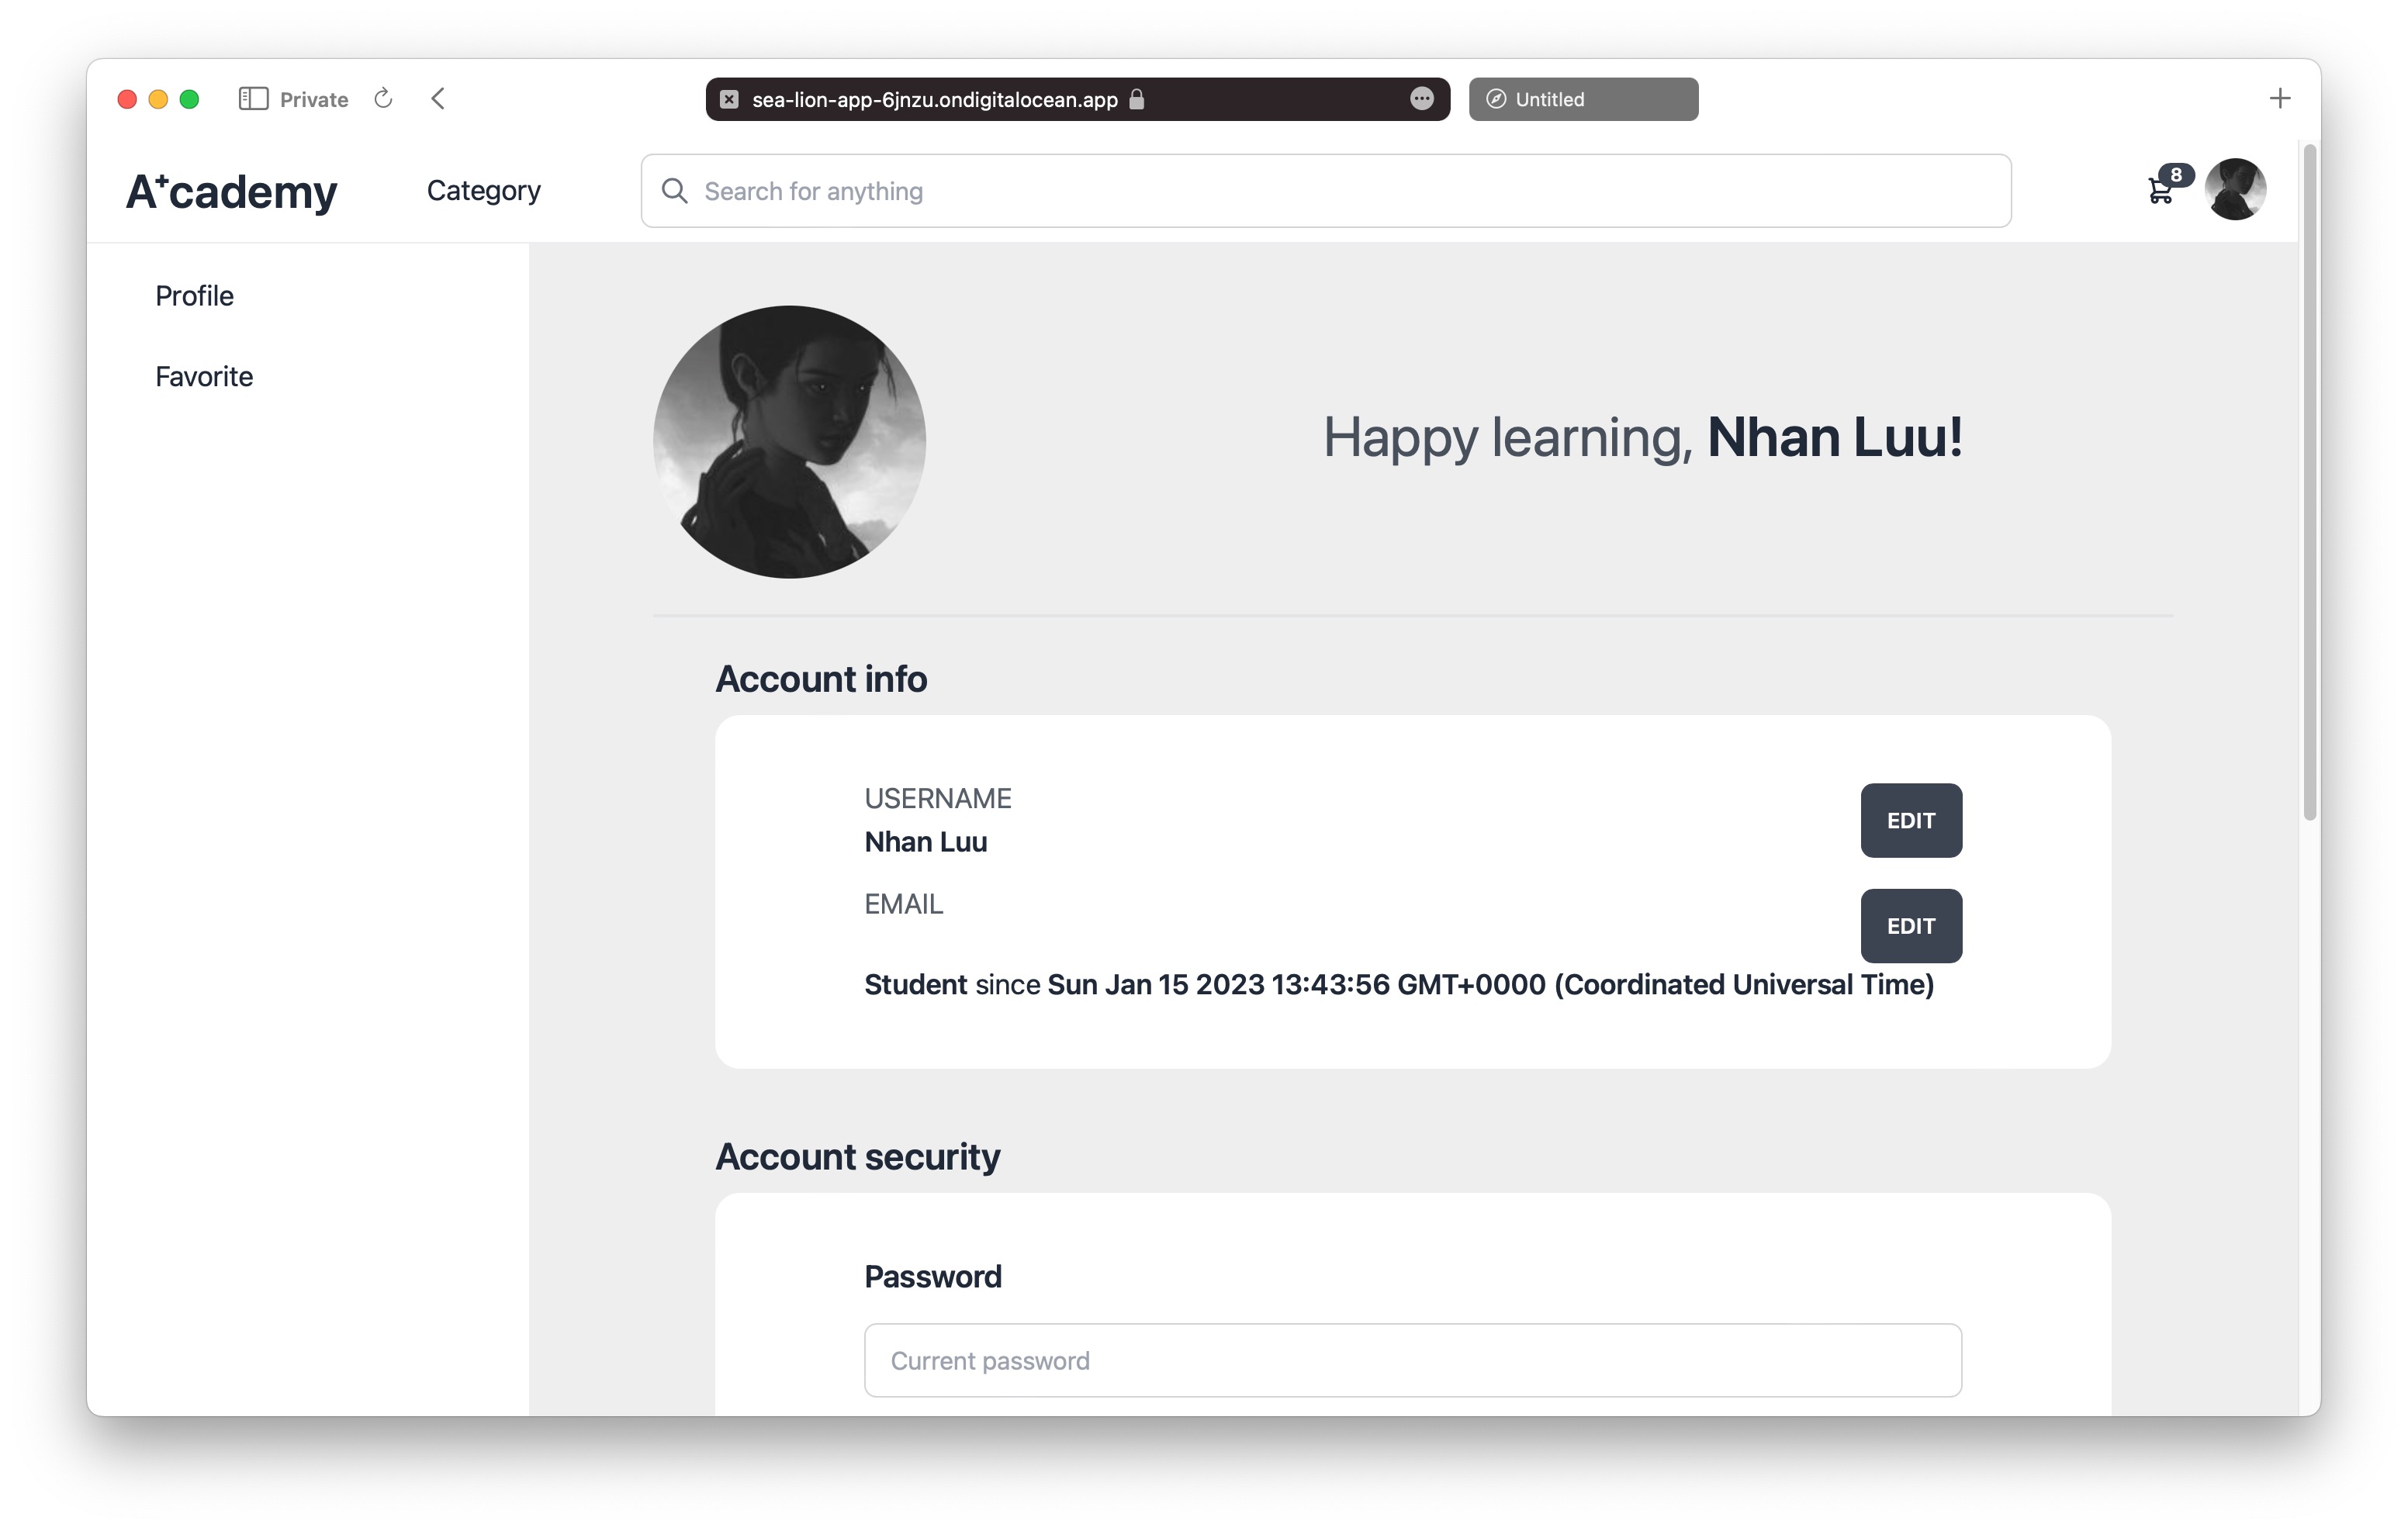 Private
sea-lion-app-6jnzu.ondigitalocean.app
Untitled
A+cademy
Category
Search for anything
8
Profile
Favorite
Happy learning, Nhan Luu!
Account info
USERNAME
Nhan Luu
EDIT
EMAIL
EDIT
Student since Sun Jan 15 2023 13:43:56 GMT+0000 (Coordinated Universal Time)
Account security
Password
Current password